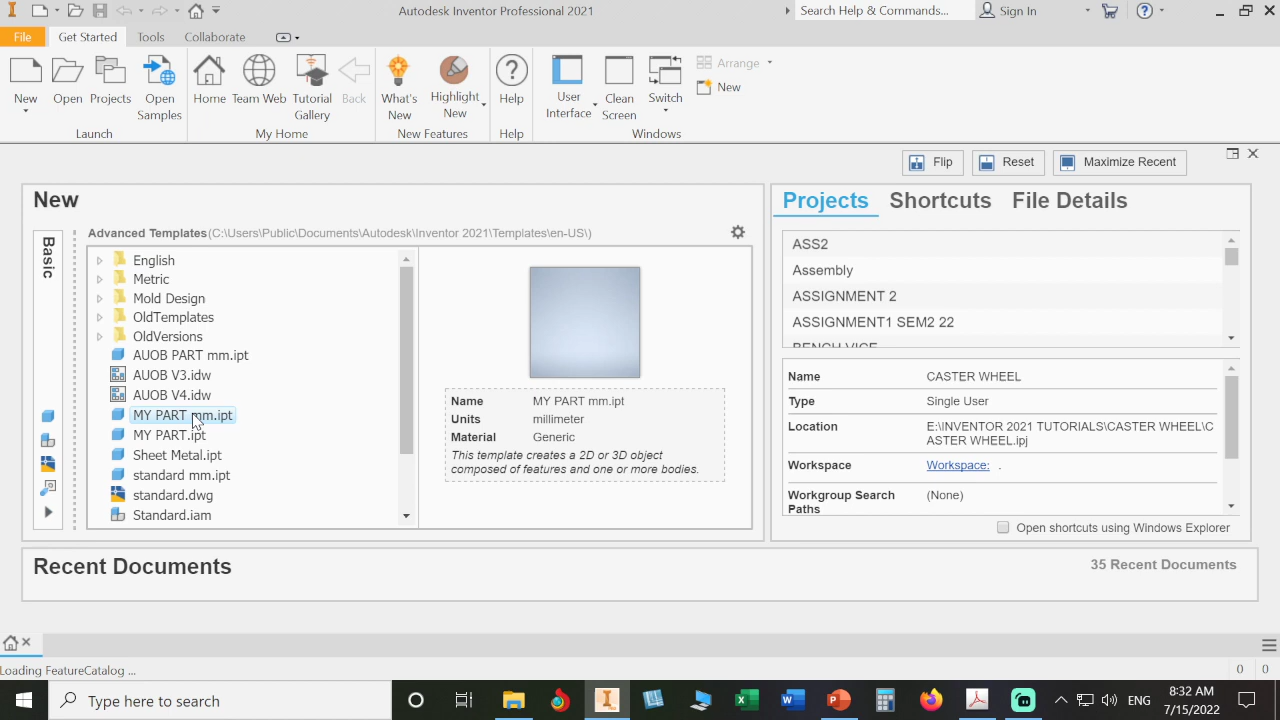 Autodesk Inventor Professional 2021
Search Help & Commands...
Sign In
File
Get Started
Tools
Collaborate
New
Open
Projects
Open Samples
Home
Team Web
Tutorial Gallery
Back
What's New
Highlight New
Help
User Interface
Clean Screen
Switch
Arrange
New
Launch
My Home
New Features
Help
Windows
Flip
Reset
Maximize Recent
New
Basic
Advanced Templates(C:\Users\Public\Documents\Autodesk\Inventor 2021\Templates\en-US\)
English
Metric
Mold Design
OldTemplates
OldVersions
AUOB PART mm.ipt
AUOB V3.idw
AUOB V4.idw
MY PART mm.ipt
MY PART.ipt
Sheet Metal.ipt
standard mm.ipt
standard.dwg
Standard.iam
Name MY PART mm.ipt
Units millimeter
Material Generic
This template creates a 2D or 3D object
composed of features and one or more bodies.
Projects
Shortcuts
File Details
ASS2
Assembly
ASSIGNMENT 2
ASSIGNMENT1 SEM2 22
BENCH VICE
Name CASTER WHEEL
Type Single User
Location E:\INVENTOR 2021 TUTORIALS\CASTER WHEEL\C
ASTER WHEEL.ipj
Workspace Workspace: .
Workgroup Search (None)
Paths
Open shortcuts using Windows Explorer
Recent Documents
35 Recent Documents
Loading FeatureCatalog ...
0 0
Type here to search
ENG
8:32 AM
7/15/2022